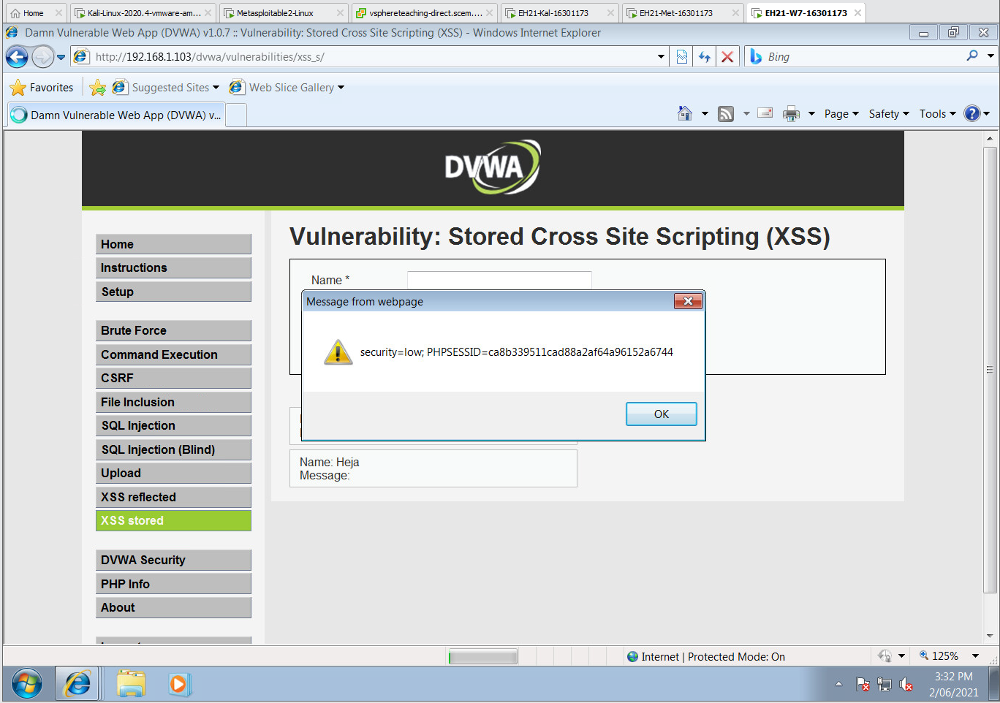 Home
Kali-Linux-2020.4-vmware-am...
Metasploitable2-Linux
vsphereteaching-direct.scem....
EH21-Kal-16301173
EH21-Met-16301173
EH21-W7-16301173
Damn Vulnerable Web App (DVWA) v1.0.7 :: Vulnerability: Stored Cross Site Scripting (XSS) - Windows Internet Explorer
http://192.168.1.103/dvwa/vulnerabilities/xss_s/
Bing
Favorites
Suggested Sites
Web Slice Gallery
Damn Vulnerable Web App (DVWA) v...
Page
Safety
Tools
DVWA
Home
Instructions
Setup
Brute Force
Command Execution
CSRF
File Inclusion
SQL Injection
SQL Injection (Blind)
Upload
XSS reflected
XSS stored
DVWA Security
PHP Info
About
Vulnerability: Stored Cross Site Scripting (XSS)
Name *
Message from webpage
security=low; PHPSESSID=ca8b339511cad88a2af64a96152a6744
OK
Name: Heja
Message:
Internet | Protected Mode: On
125%
3:32 PM
2/06/2021